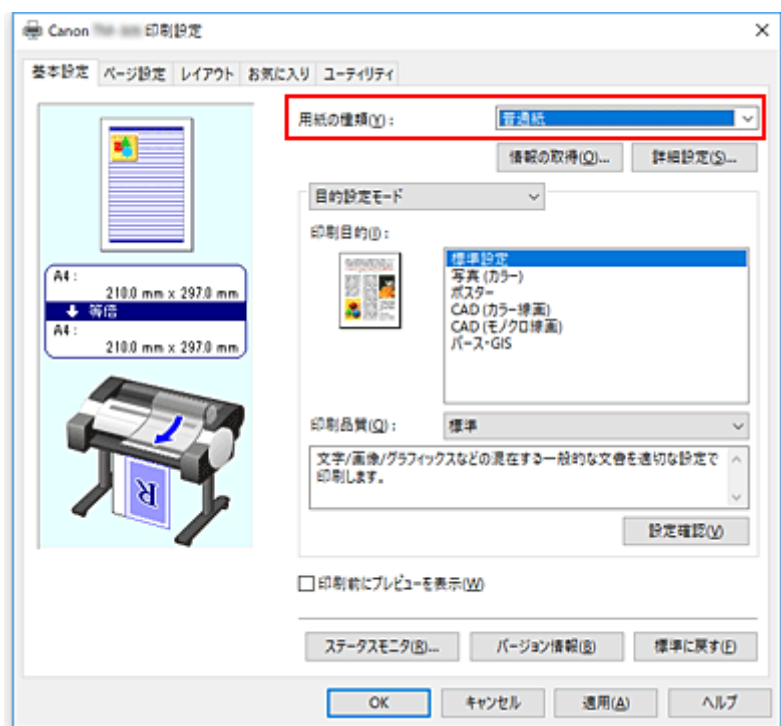 Canon 印刷設定
基本設定 ページ設定 レイアウト お気に入り ユーティリティ
用紙の種類(Y):
普通紙
情報の取得(O)... 詳細設定(S)...
目的設定モード
印刷目的(I):
標準設定
写真 (カラー)
ポスター
CAD (カラー線画)
CAD (モノクロ線画)
パース・GIS
A4 :
210.0 mm x 297.0 mm
等倍
A4 :
210.0 mm x 297.0 mm
R
印刷品質(Q):
標準
文字/画像/グラフィックスなどの混在する一般的な文書を適切な設定で
印刷します。
設定確認(V)
印刷前にプレビューを表示(W)
ステータスモニタ(R)... バージョン情報(B) 標準に戻す(F)
OK キャンセル 適用(A) ヘルプ